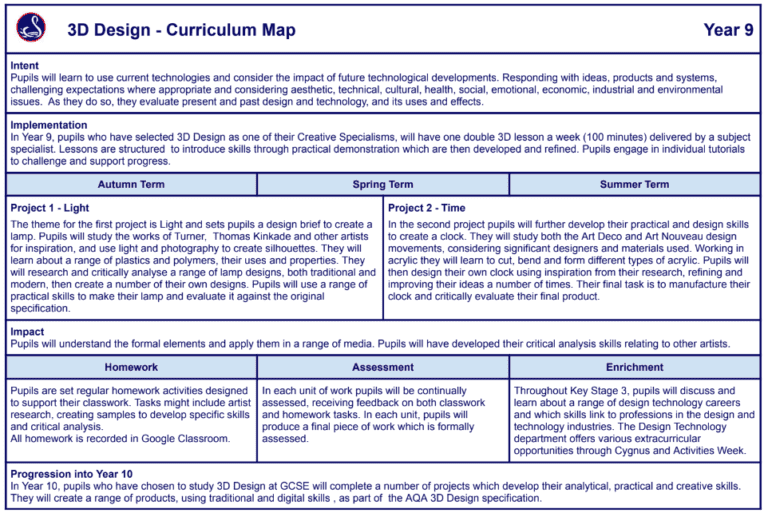 3D Design - Curriculum Map
Year 9
Intent
Pupils will learn to use current technologies and consider the impact of future technological developments. Responding with ideas, products and systems,
challenging expectations where appropriate and considering aesthetic, technical, cultural, health, social, emotional, economic, industrial and environmental
issues. As they do so, they evaluate present and past design and technology, and its uses and effects.
Implementation
In Year 9, pupils who have selected 3D Design as one of their Creative Specialisms, will have one double 3D lesson a week (100 minutes) delivered by a subject
specialist. Lessons are structured to introduce skills through practical demonstration which are then developed and refined. Pupils engage in individual tutorials
to challenge and support progress.
Autumn Term
Spring Term
Summer Term
Project 1 - Light
The theme for the first project is Light and sets pupils a design brief to create a
lamp. Pupils will study the works of Turner, Thomas Kinkade and other artists
for inspiration, and use light and photography to create silhouettes. They will
learn about a range of plastics and polymers, their uses and properties. They
will research and critically analyse a range of lamp designs, both traditional and
modern, then create a number of their own designs. Pupils will use a range of
practical skills to make their lamp and evaluate it against the original
specification.
Project 2 - Time
In the second project pupils will further develop their practical and design skills
to create a clock. They will study both the Art Deco and Art Nouveau design
movements, considering significant designers and materials used. Working in
acrylic they will learn to cut, bend and form different types of acrylic. Pupils will
then design their own clock using inspiration from their research, refining and
improving their ideas a number of times. Their final task is to manufacture their
clock and critically evaluate their final product.
Impact
Pupils will understand the formal elements and apply them in a range of media. Pupils will have developed their critical analysis skills relating to other artists.
Homework
Assessment
Enrichment
Pupils are set regular homework activities designed
to support their classwork. Tasks might include artist
research, creating samples to develop specific skills
and critical analysis.
All homework is recorded in Google Classroom.
In each unit of work pupils will be continually
assessed, receiving feedback on both classwork
and homework tasks. In each unit, pupils will
produce a final piece of work which is formally
assessed.
Throughout Key Stage 3, pupils will discuss and
learn about a range of design technology careers
and which skills link to professions in the design and
technology industries. The Design Technology
department offers various extracurricular
opportunities through Cygnus and Activities Week.
Progression into Year 10
In Year 10, pupils who have chosen to study 3D Design at GCSE will complete a number of projects which develop their analytical, practical and creative skills.
They will create a range of products, using traditional and digital skills , as part of the AQA 3D Design specification.